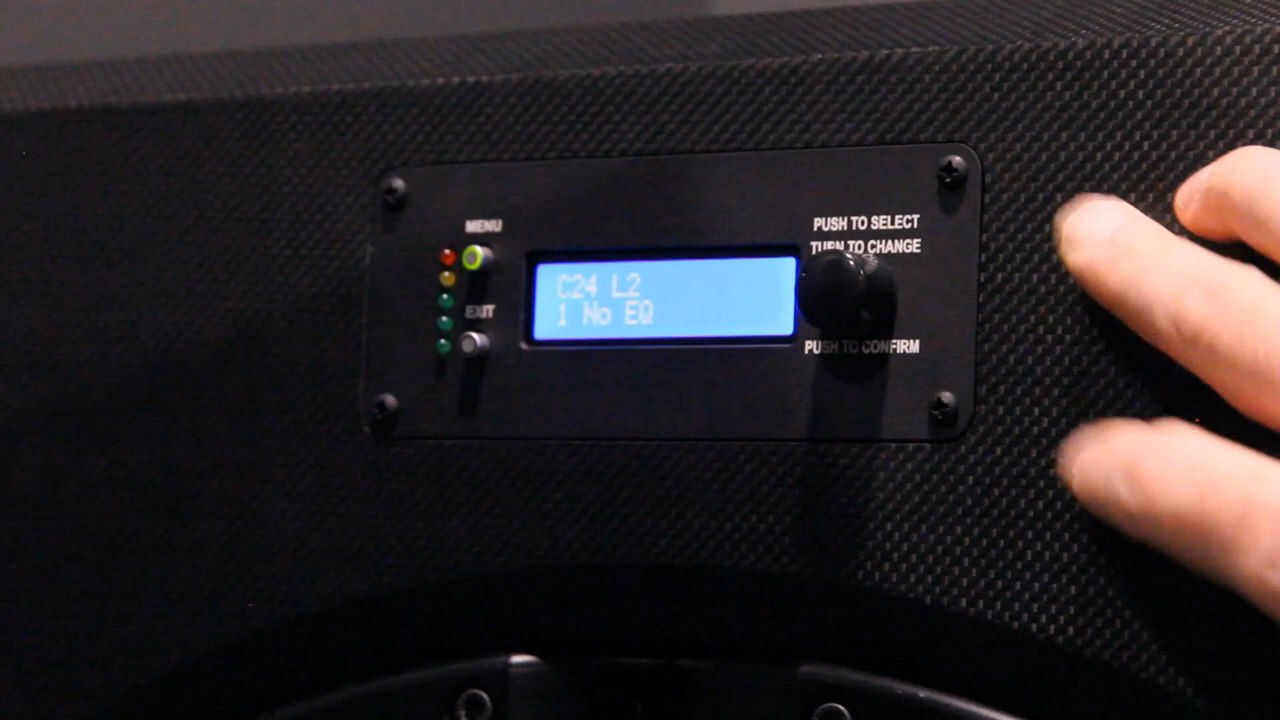 MENU
EXIT
C24 L2
1 No EQ
PUSH TO SELECT
TURN TO CHANGE
PUSH TO CONFIRM